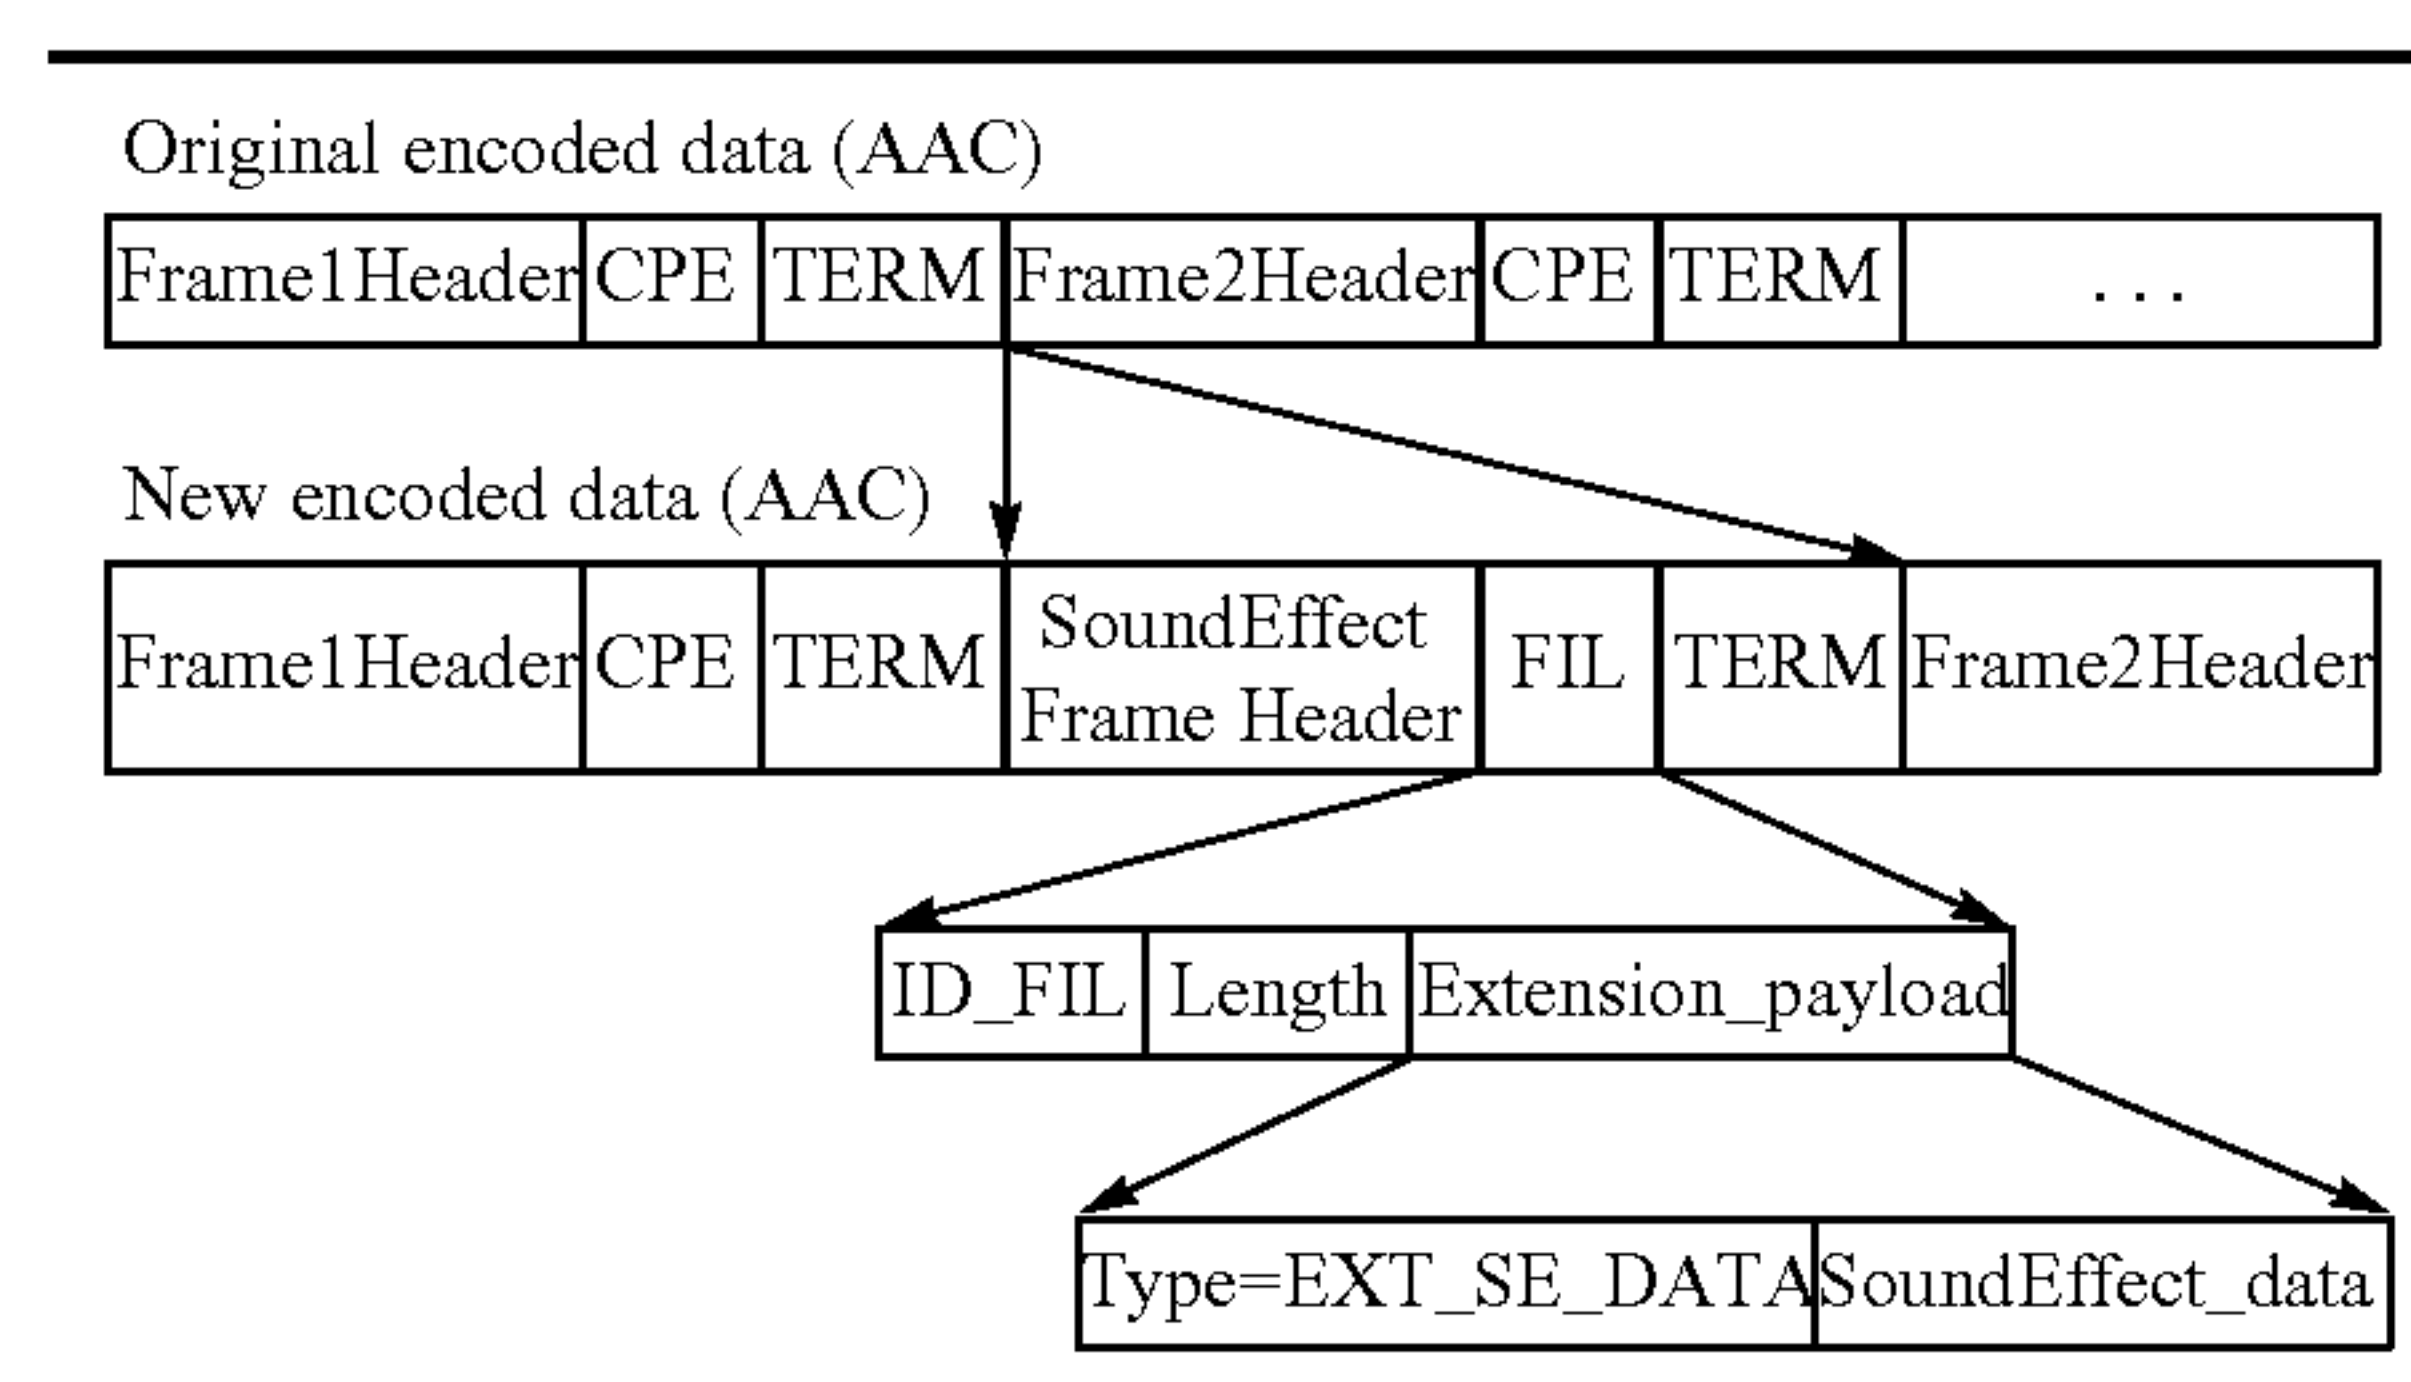 Original encoded data (AAC)
Frame1Header CPE TERM Frame2Header CPE TERM ...
New encoded data (AAC)
Frame1Header CPE TERM SoundEffect Frame Header FIL TERM Frame2Header
ID_FIL Length Extension_payload
Type=EXT_SE_DATA SoundEffect_data